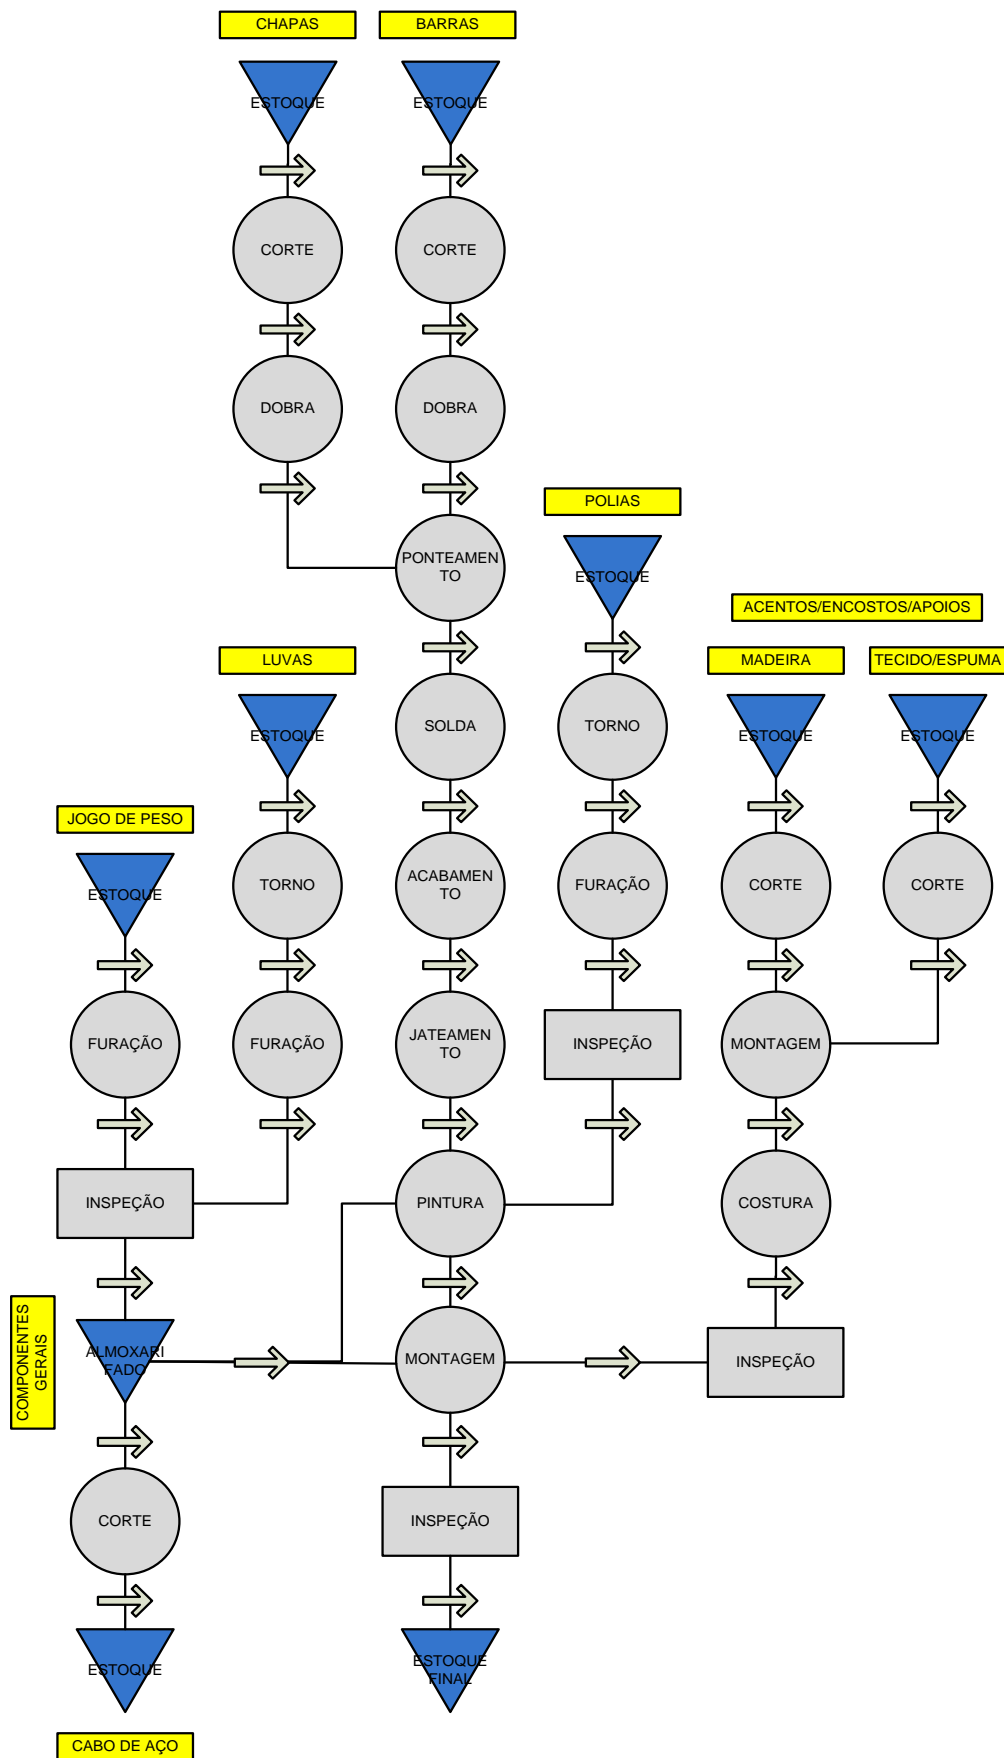 CHAPAS
BARRAS
ESTOQUE
ESTOQUE
CORTE
CORTE
DOBRA
DOBRA
POLIAS
PONTEAMEN
TO
ESTOQUE
ACENTOS/ENCOSTOS/APOIOS
LUVAS
MADEIRA
TECIDO/ESPUMA
ESTOQUE
SOLDA
TORNO
ESTOQUE
ESTOQUE
JOGO DE PESO
ESTOQUE
TORNO
ACABAMEN
TO
FURAÇÃO
CORTE
CORTE
FURAÇÃO
FURAÇÃO
JATEAMEN
TO
INSPEÇÃO
MONTAGEM
INSPEÇÃO
PINTURA
COSTURA
COMPONENTES
GERAIS
ALMOXARI
FADO
MONTAGEM
INSPEÇÃO
CORTE
INSPEÇÃO
ESTOQUE
ESTOQUE
FINAL
CABO DE AÇO